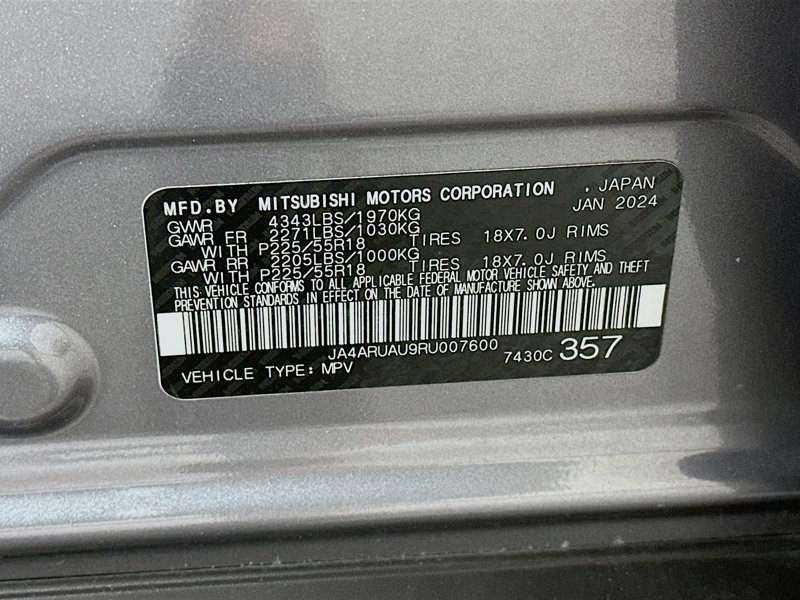 MFD.BY MITSUBISHI MOTORS CORPORATION . JAPAN
JAN 2024
GVWR 4343LBS/1970KG
GAWR FR 2271LBS/1030KG
WITH P225/55R18 TIRES 18X7.0J RIMS
GAWR RR 2205LBS/1000KG
WITH P225/55R18 TIRES 18X7.0J RIMS
THIS VEHICLE CONFORMS TO ALL APPLICABLE FEDERAL MOTOR VEHICLE SAFETY AND THEFT
PREVENTION STANDARDS IN EFFECT ON THE DATE OF MANUFACTURE SHOWN ABOVE.
JA4ARUAU9RU007600
7430C 357
VEHICLE TYPE: MPV